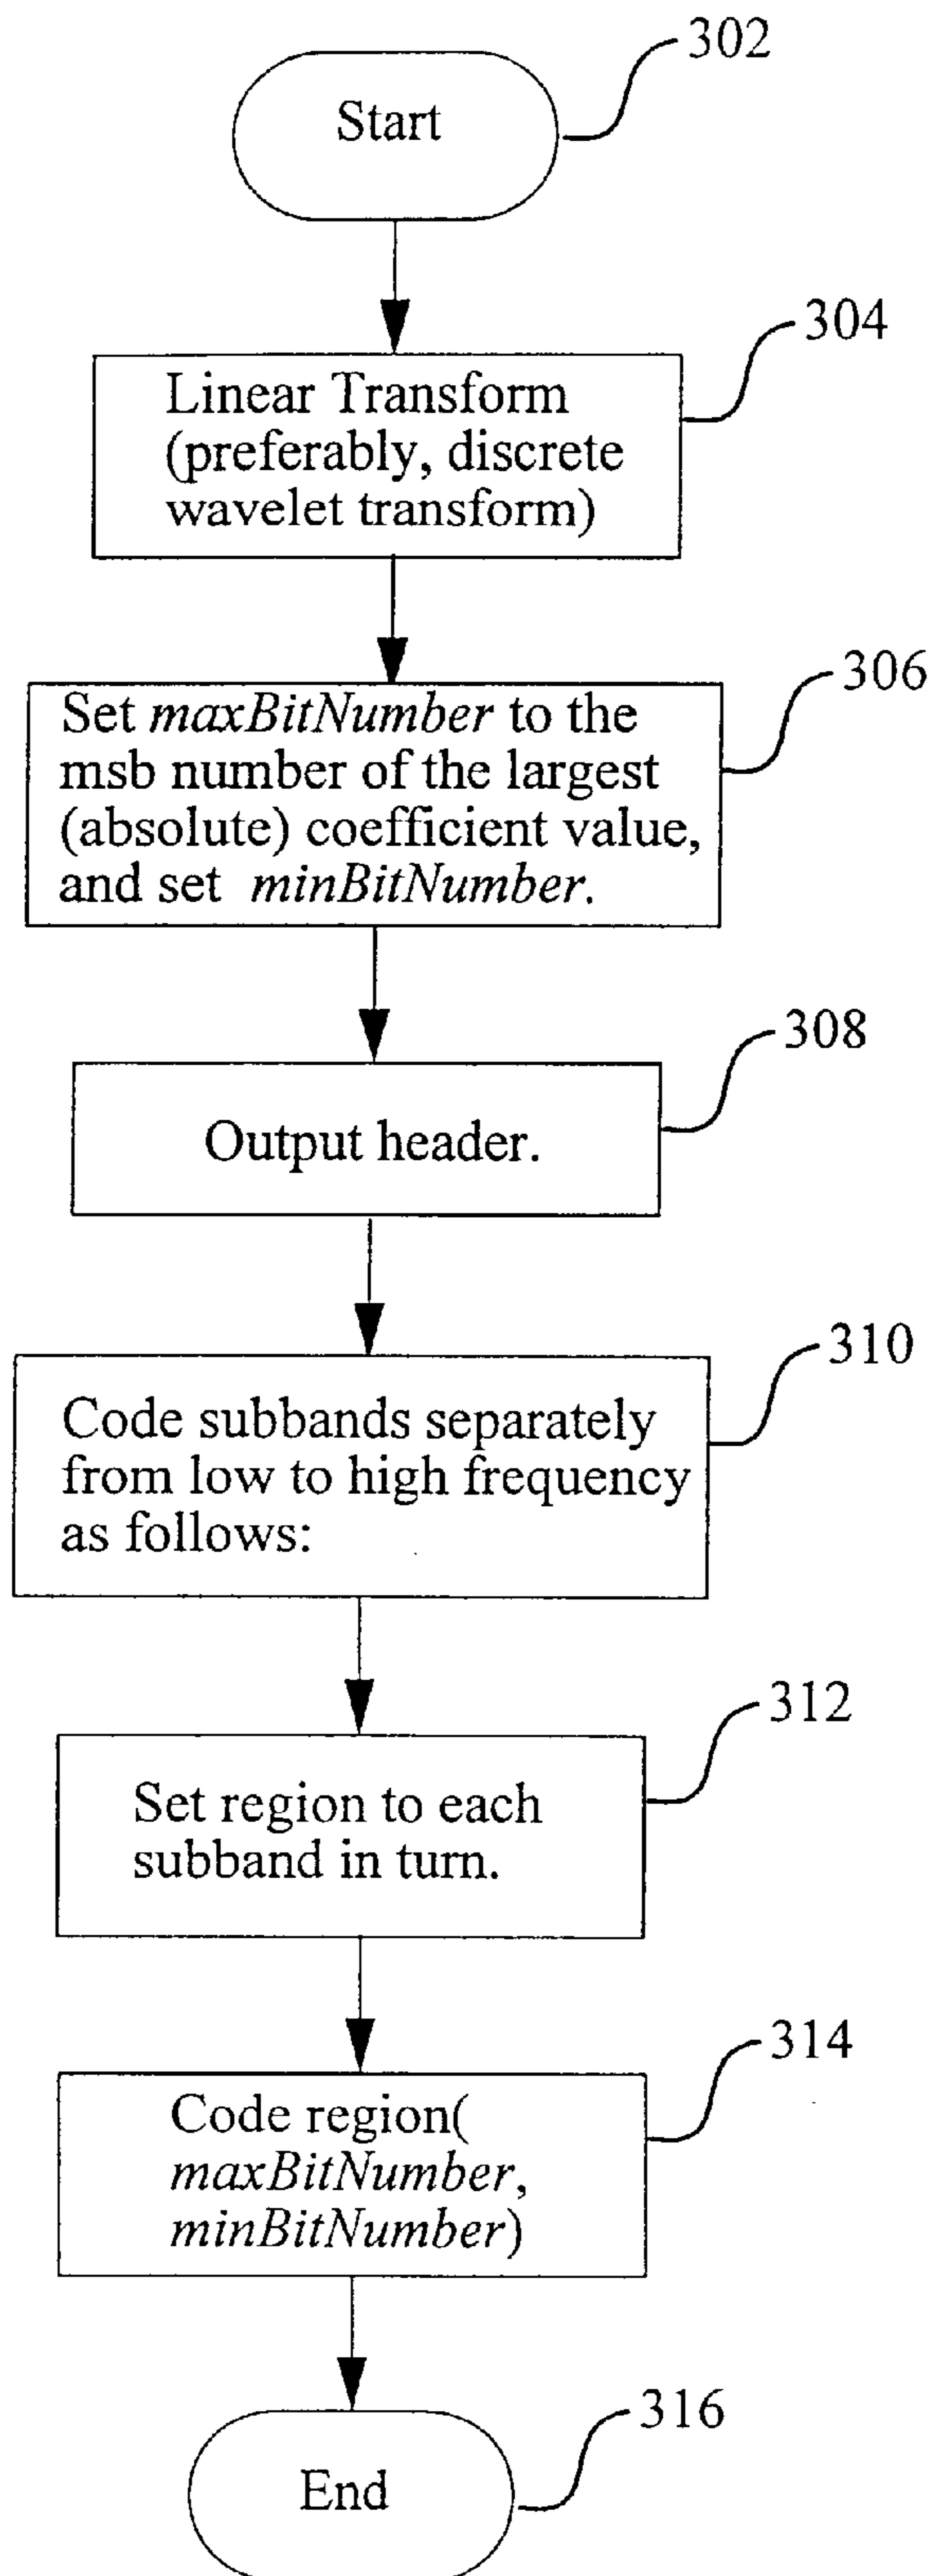 302
Start
304
Linear Transform
(preferably, discrete
wavelet transform)
306
Set maxBitNumber to the
msb number of the largest
(absolute) coefficient value,
and set minBitNumber.
308
Output header.
310
Code subbands separately
from low to high frequency
as follows:
312
Set region to each
subband in turn.
314
Code region(
maxBitNumber,
minBitNumber)
316
End